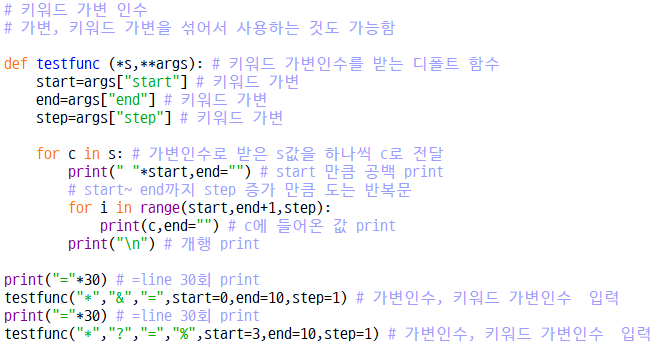 # 키워드 가변 인수
# 가변, 키워드 가변을 섞어서 사용하는 것도 가능함

def testfunc (*s,**args): # 키워드 가변인수를 받는 디폴트 함수
    start=args["start"] # 키워드 가변
    end=args["end"] # 키워드 가변
    step=args["step"] # 키워드 가변

    for c in s: # 가변인수로 받은 s값을 하나씩 c로 전달
        print(" "*start,end="") # start 만큼 공백 print
        # start~ end까지 step 증가 만큼 도는 반복문
        for i in range(start,end+1,step):
            print(c,end="") # c에 들어온 값 print
        print("\n") # 개행 print

print("="*30) # =line 30회 print
testfunc("*","&","=",start=0,end=10,step=1) # 가변인수, 키워드 가변인수  입력
print("="*30) # =line 30회 print
testfunc("*","?","=","%",start=3,end=10,step=1) # 가변인수, 키워드 가변인수  입력